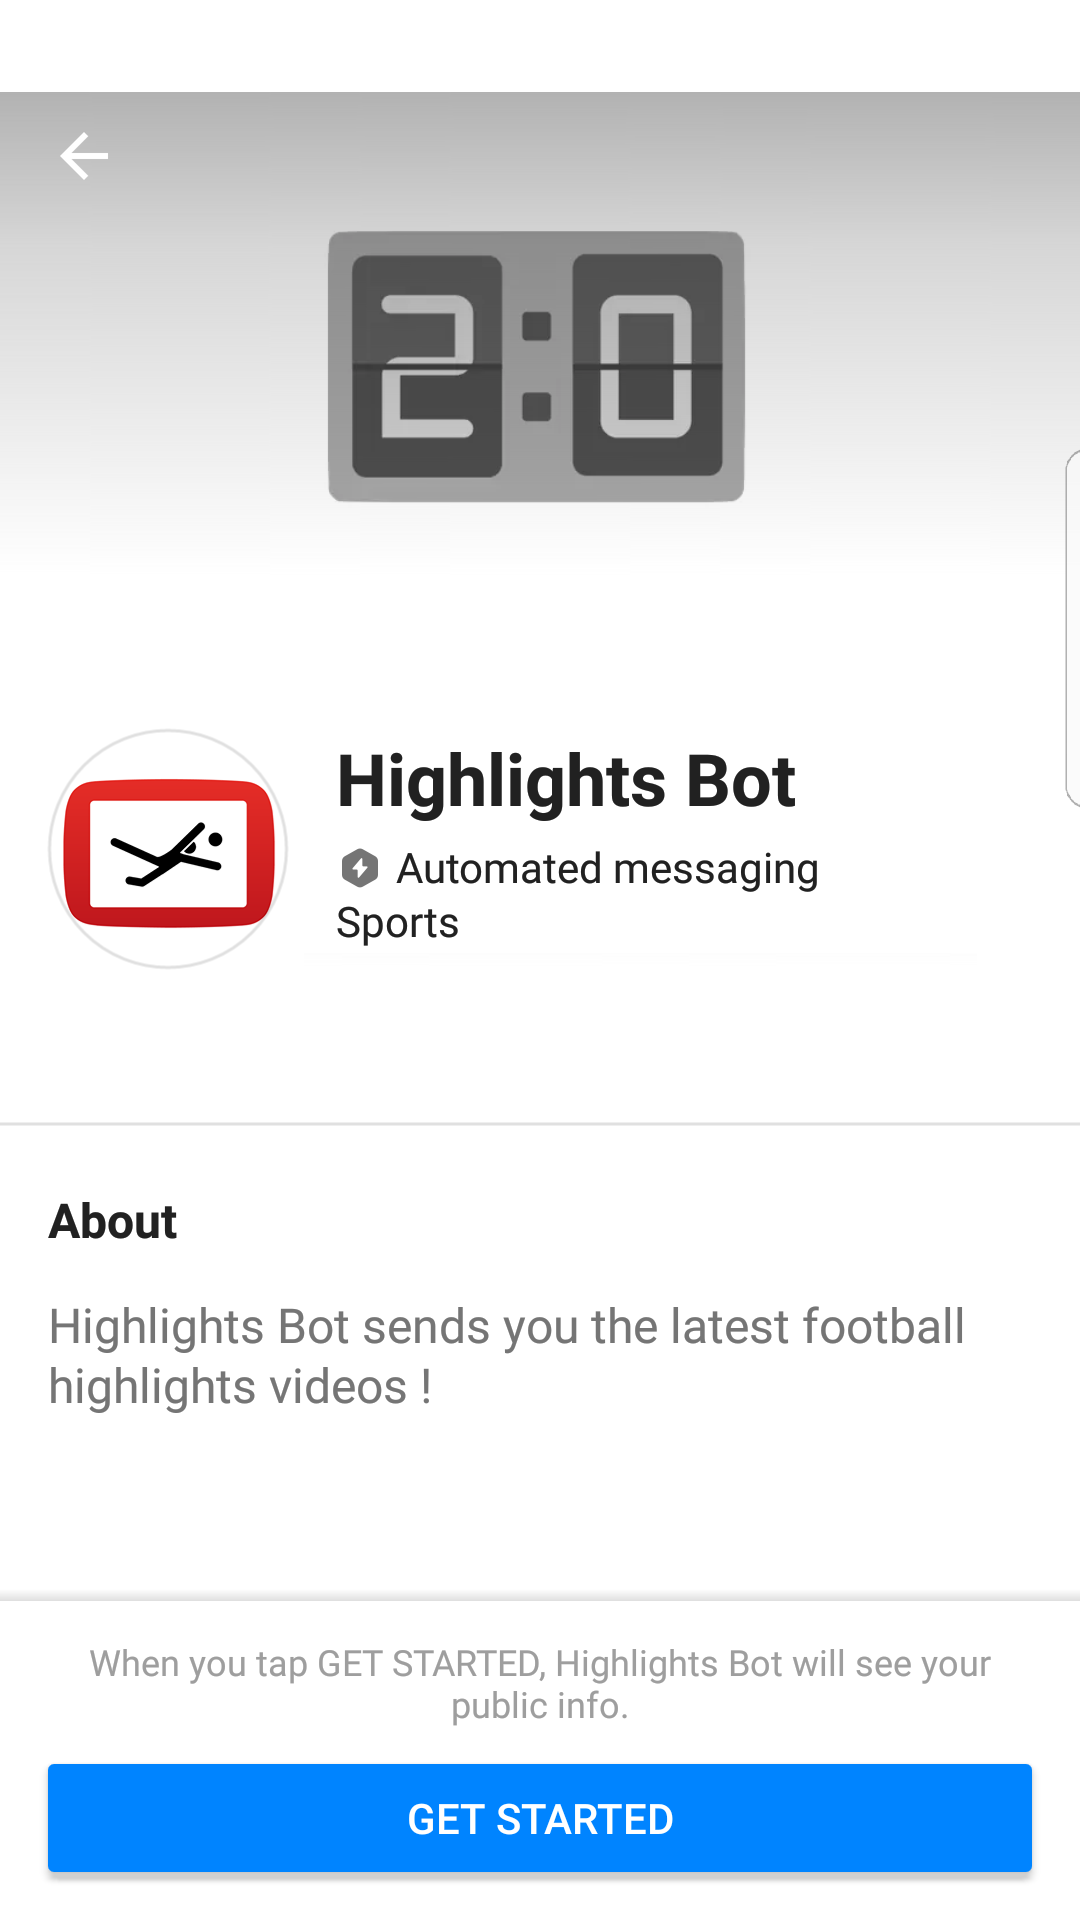 2:0
Highlights Bot
Automated messaging
Sports
About
Highlights Bot sends you the latest football
highlights videos !
When you tap GET STARTED, Highlights Bot will see your
public info.
GET STARTED